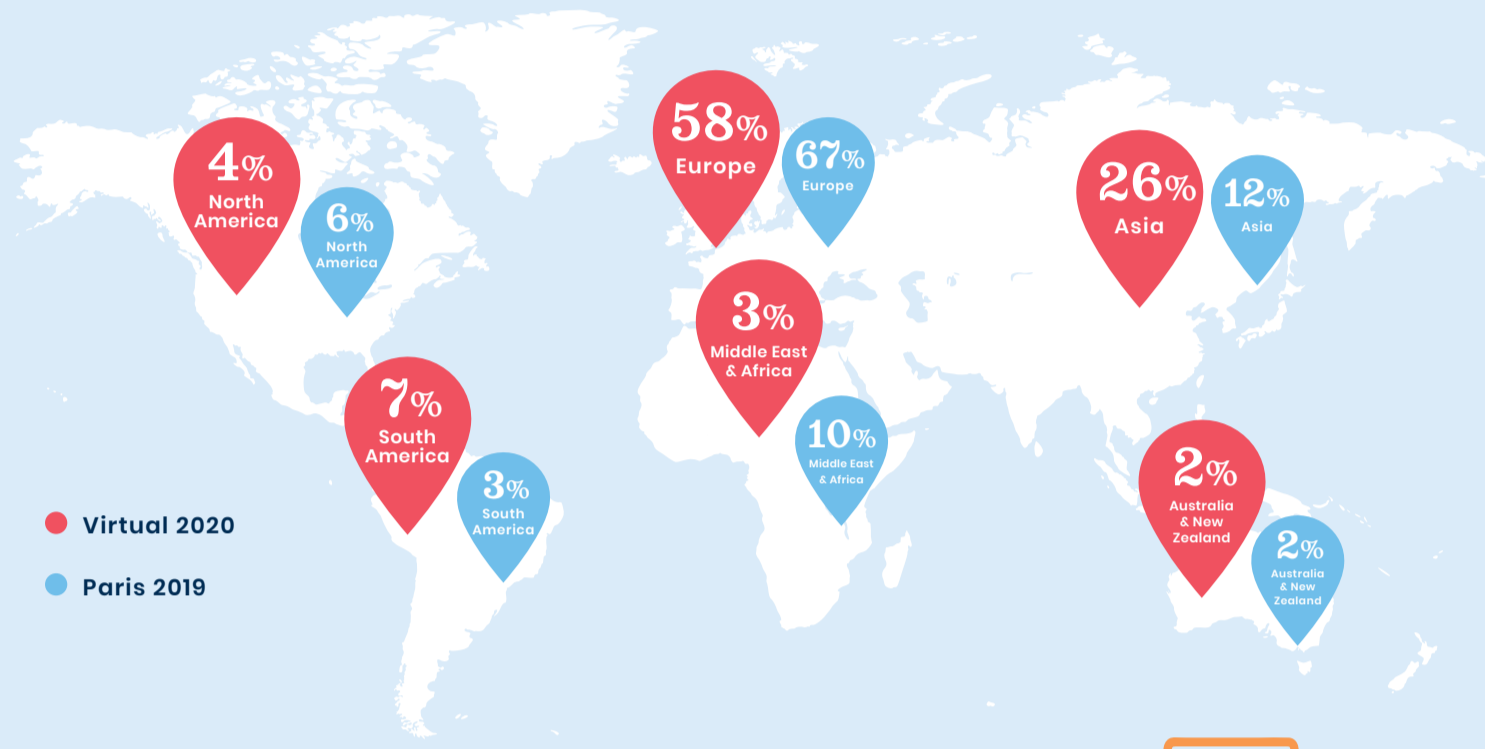 4%
North
America
6%
North
America
58%
Europe
67%
Europe
26%
Asia
12%
Asia
3%
Middle East
& Africa
10%
Middle East
& Africa
7%
South
America
3%
South
America
2%
Australia
& New
Zealand
2%
Australia
& New
Zealand
Virtual 2020
Paris 2019